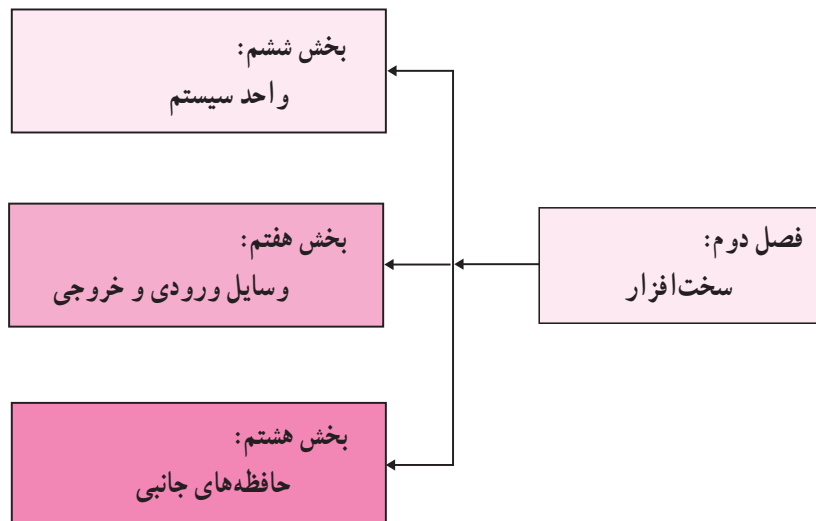 فصل دوم:
سخت‌افزار
بخش ششم:
واحد سیستم
بخش هفتم:
وسایل ورودی و خروجی
بخش هشتم:
حافظه‌های جانبی